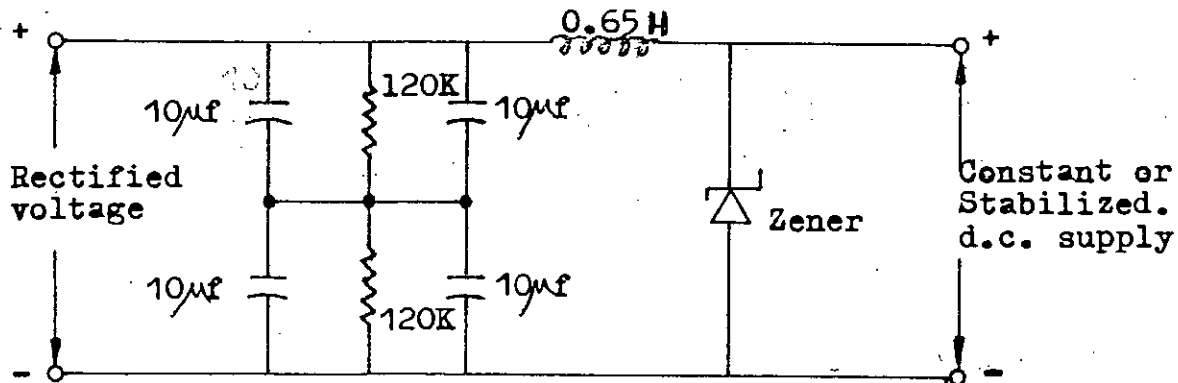 0.65H
+
+
120K
10µf
10µf
Rectified
voltage
Constant or
Stabilized.
d.c. supply
Zener
10µf
10µf
120K
-
-